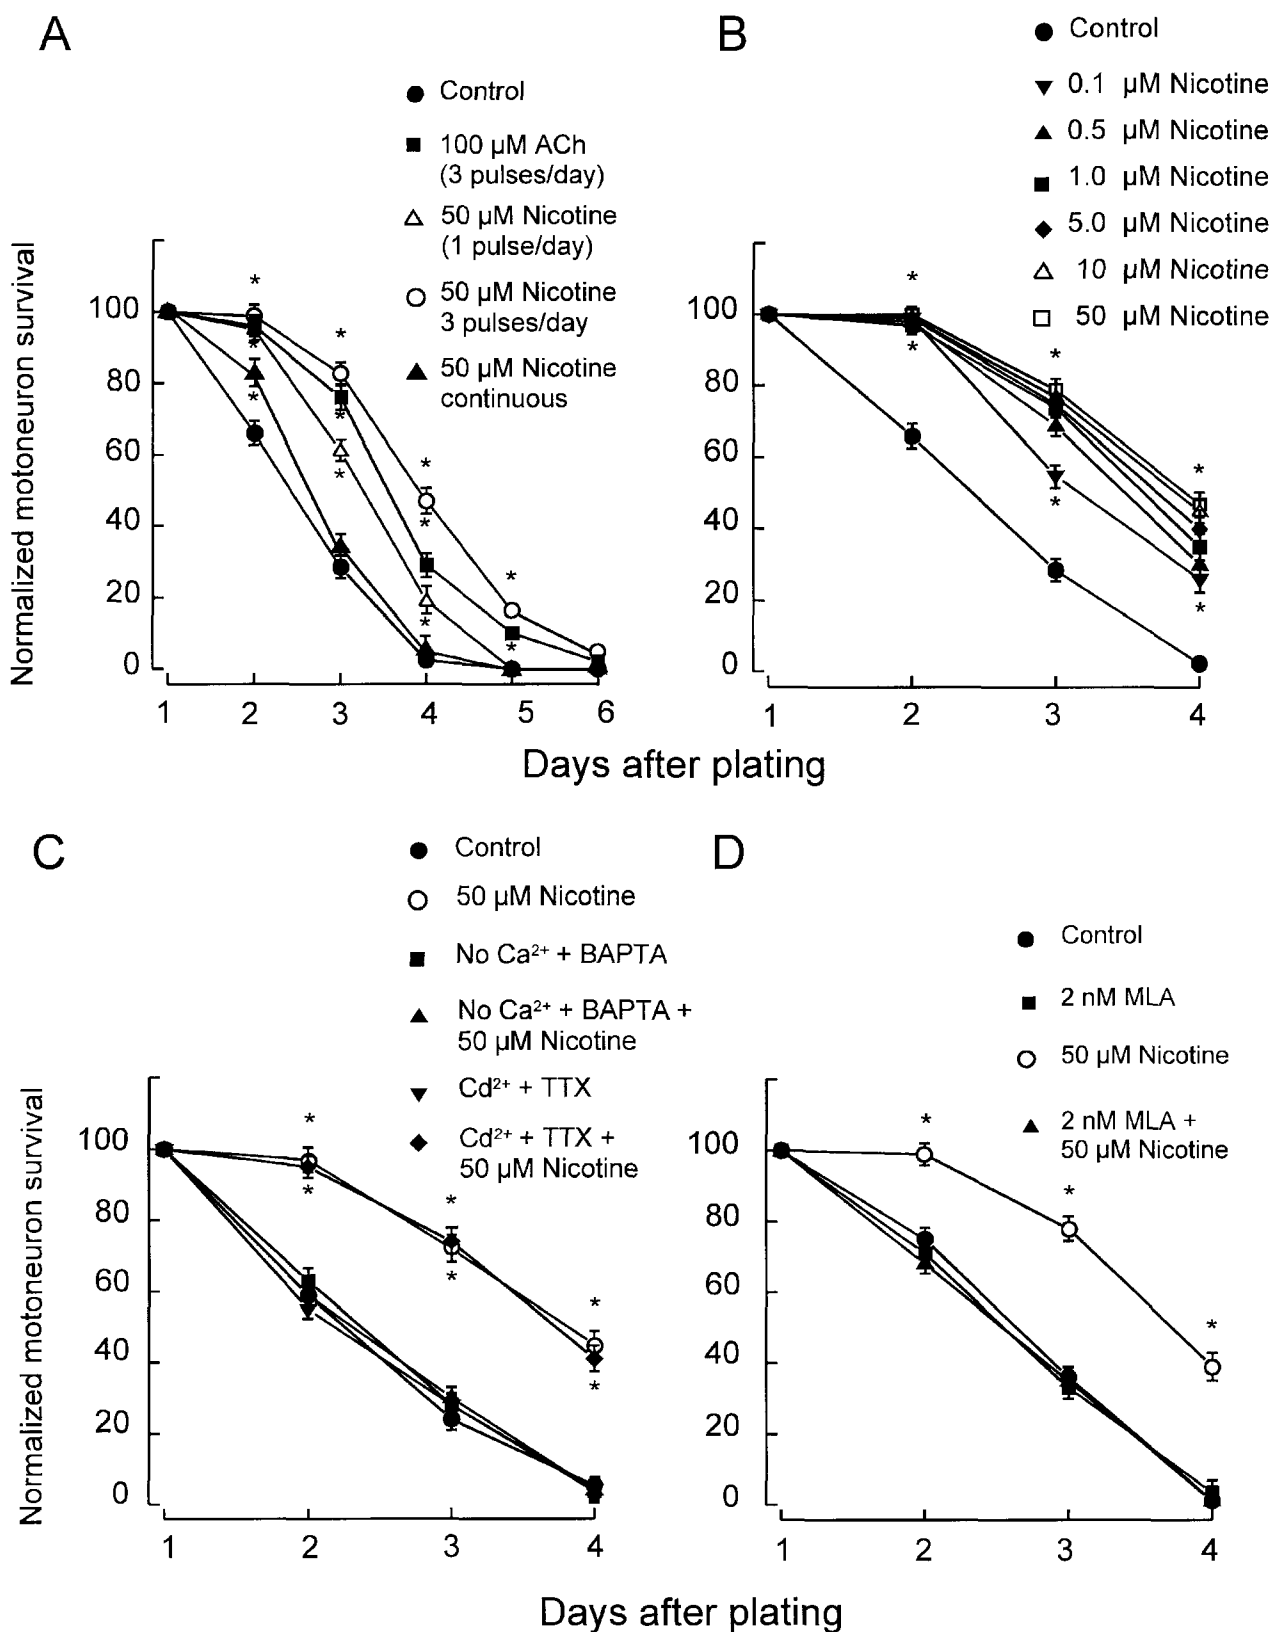 A
Control
100 µM ACh
(3 pulses/day)
50 µM Nicotine
(1 pulse/day)
50 µM Nicotine
3 pulses/day
50 µM Nicotine
continuous
Normalized motoneuron survival
100
80
60
40
20
0
1 2 3 4 5 6
B
Control
0.1 µM Nicotine
0.5 µM Nicotine
1.0 µM Nicotine
5.0 µM Nicotine
10 µM Nicotine
50 µM Nicotine
100
80
60
40
20
0
1 2 3 4
Days after plating
C
Control
50 µM Nicotine
No Ca²⁺ + BAPTA
No Ca²⁺ + BAPTA +
50 µM Nicotine
Cd²⁺ + TTX
Cd²⁺ + TTX +
50 µM Nicotine
Normalized motoneuron survival
100
80
60
40
20
0
1 2 3 4
D
Control
2 nM MLA
50 µM Nicotine
2 nM MLA +
50 µM Nicotine
100
80
60
40
20
0
1 2 3 4
Days after plating